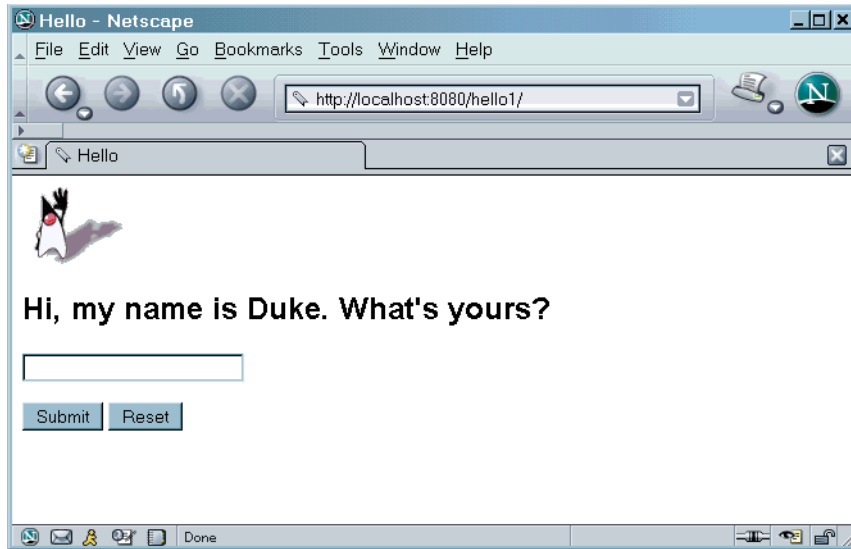 Hello - Netscape
File Edit View Go Bookmarks Tools Window Help
http://localhost:8080/hello1/
N
Hello
Hi, my name is Duke. What's yours?
Submit Reset
Done